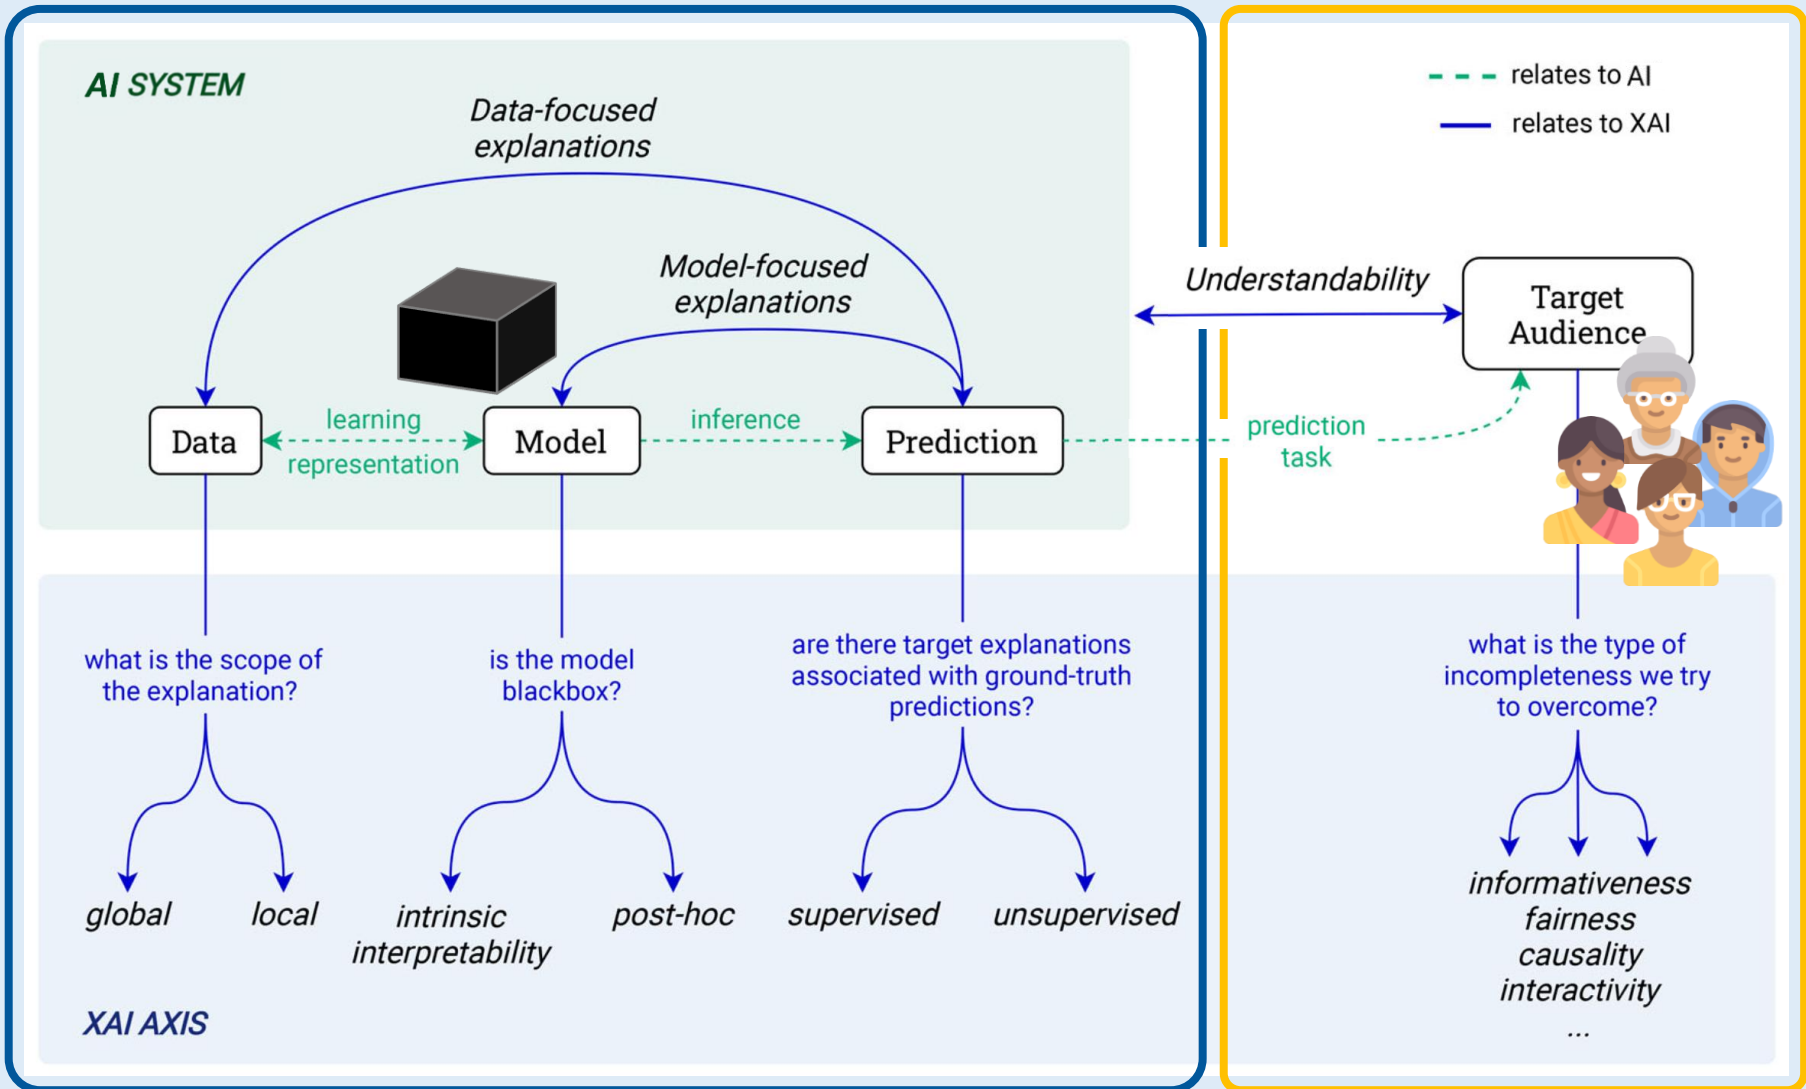 AI SYSTEM
Data-focused
explanations
Model-focused
explanations
Data
learning
representation
Model
inference
Prediction
relates to AI
relates to XAI
Understandability
Target
Audience
prediction
task
what is the scope of
the explanation?
global
local
is the model
blackbox?
intrinsic
interpretability
post-hoc
are there target explanations
associated with ground-truth
predictions?
supervised
unsupervised
what is the type of
incompleteness we try
to overcome?
informativeness
fairness
causality
interactivity
...
XAI AXIS